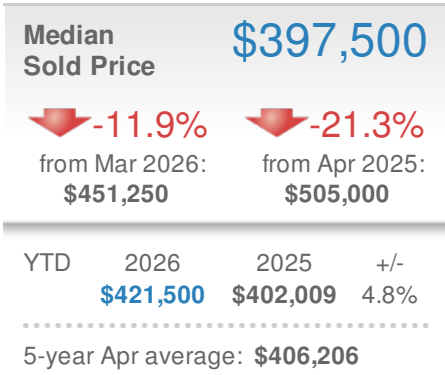 Median
Sold Price
$397,500
-11.9%
from Mar 2026:
$451,250
-21.3%
from Apr 2025:
$505,000
YTD 2026 2025 +/-
$421,500 $402,009 4.8%
5-year Apr average: $406,206